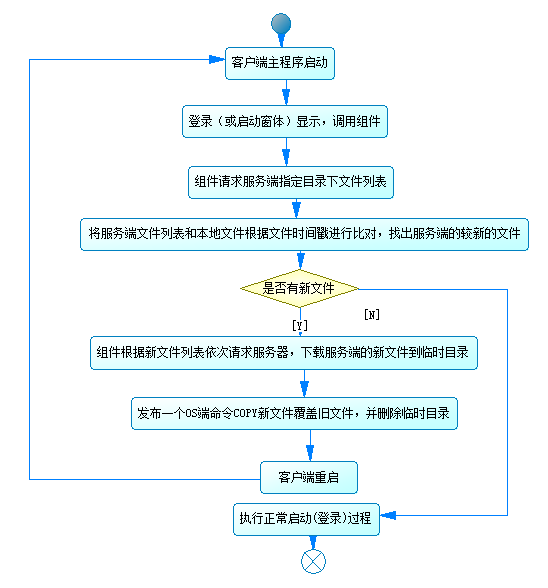 客户端主程序启动
登录（或启动窗体）显示，调用组件
组件请求服务端指定目录下文件列表
将服务端文件列表和本地文件根据文件时间戳进行比对，找出服务端的较新的文件
是否有新文件
[N]
[Y]
组件根据新文件列表依次请求服务器，下载服务端的新文件到临时目录
发布一个OS端命令COPY新文件覆盖旧文件，并删除临时目录
客户端重启
执行正常启动(登录)过程